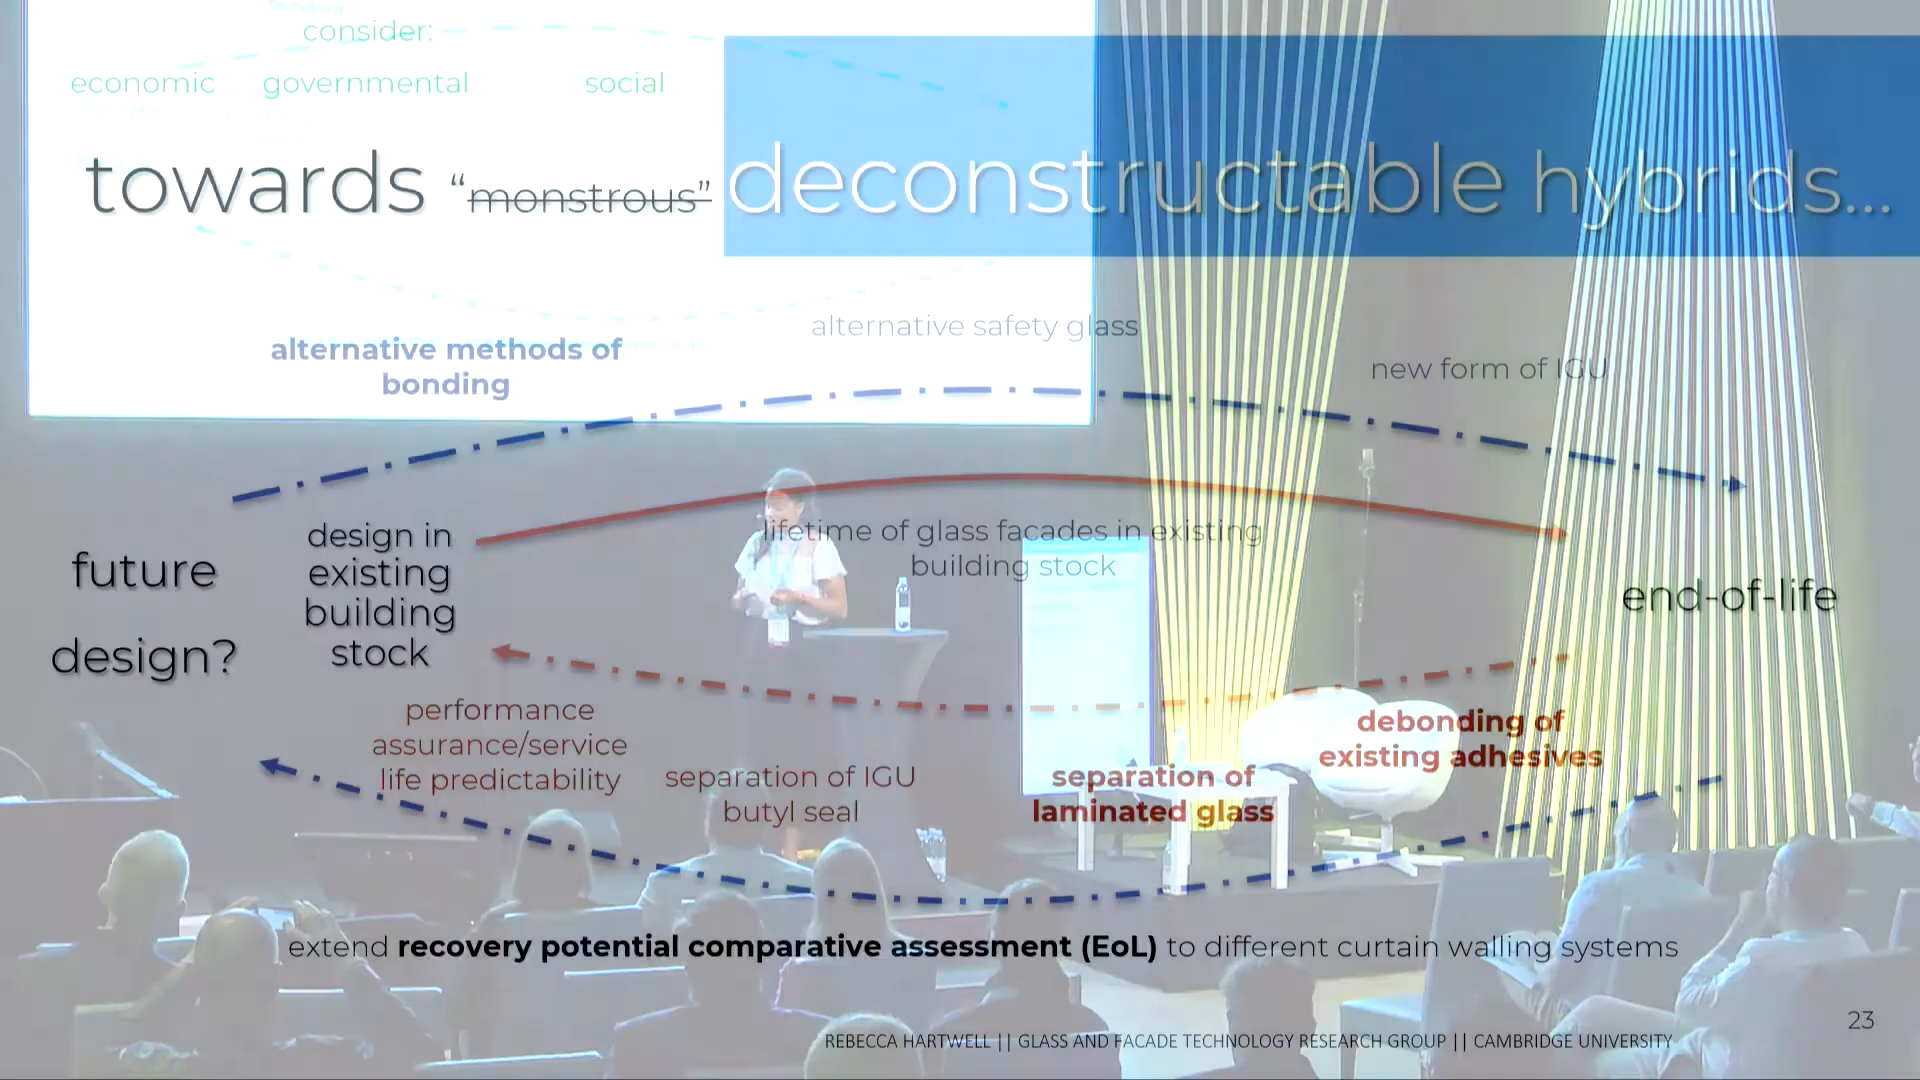 consider:
economic governmental social
towards "monstrous" deconstructable hybrids...
alternative methods of
bonding
alternative safety glass
new form of IGU
future
design?
design in
existing
building
stock
lifetime of glass facades in existing
building stock
end-of-life
performance
assurance/service
life predictability
separation of IGU
butyl seal
separation of
laminated glass
debonding of
existing adhesives
extend recovery potential comparative assessment (EoL) to different curtain walling systems
23
REBECCA HARTWELL || GLASS AND FACADE TECHNOLOGY RESEARCH GROUP || CAMBRIDGE UNIVERSITY